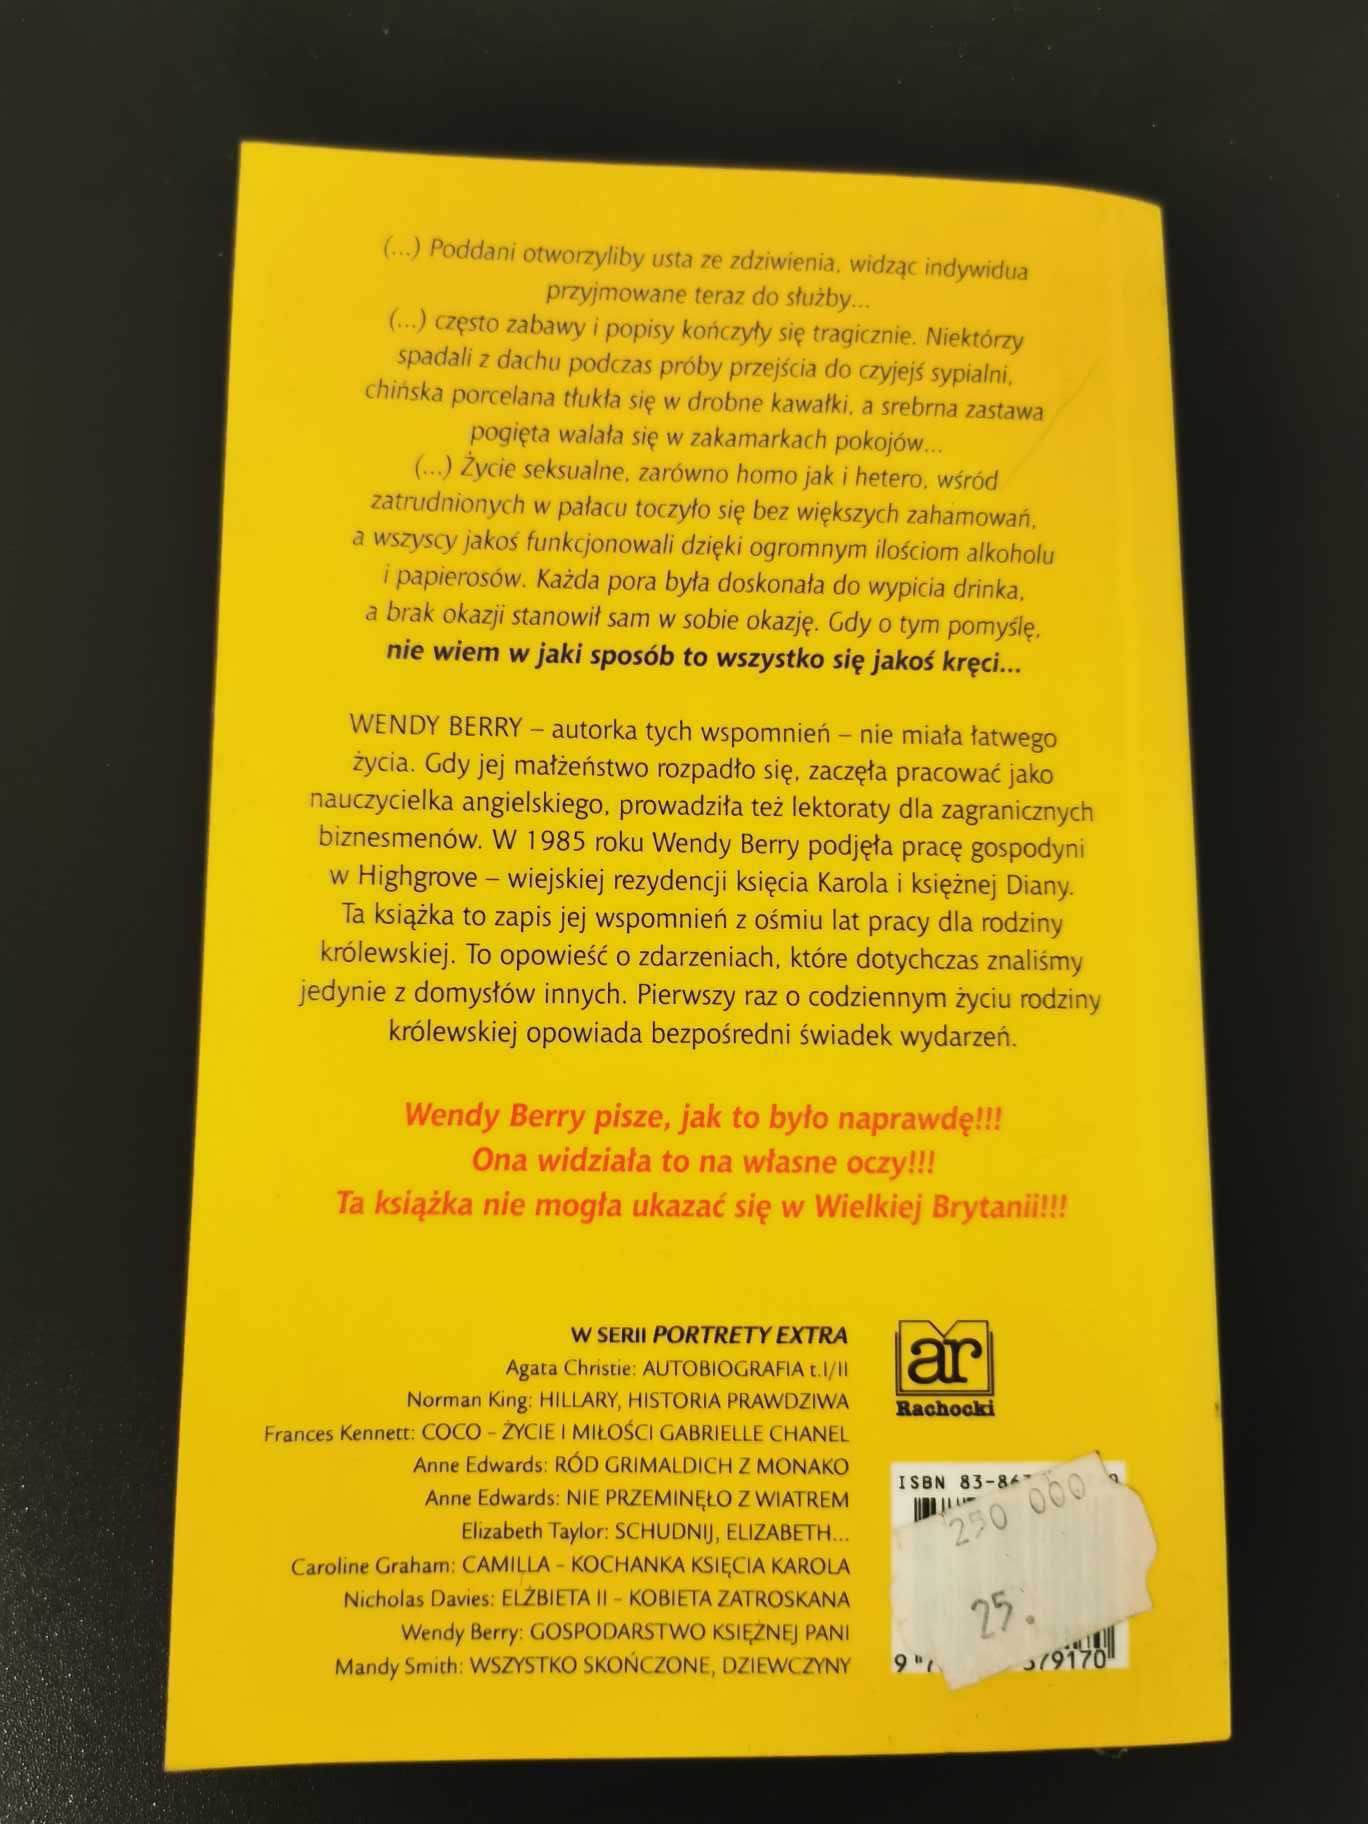 (...) Poddani otworzyliby usta ze zdziwienia, widząc indywidua
przyjmowane teraz do służby...
(...) często zabawy i popisy kończyły się tragicznie. Niektórzy
spadali z dachu podczas próby przejścia do czyjejś sypialni,
chińska porcelana tłukła się w drobne kawałki, a srebrna zastawa
pogięta walała się w zakamarkach pokojów...
(...) Życie seksualne, zarówno homo jak i hetero, wśród
zatrudnionych w pałacu toczyło się bez większych zahamowań,
a wszyscy jakoś funkcjonowali dzięki ogromnym ilościom alkoholu
i papierosów. Każda pora była doskonała do wypicia drinka,
a brak okazji stanowił sam w sobie okazję. Gdy o tym pomyślę,
nie wiem w jaki sposób to wszystko się jakoś kręci...
WENDY BERRY – autorka tych wspomnień – nie miała łatwego
życia. Gdy jej małżeństwo rozpadło się, zaczęła pracować jako
nauczycielka angielskiego, prowadziła też lektoraty dla zagranicznych
biznesmenów. W 1985 roku Wendy Berry podjęła pracę gospodyni
w Highgrove – wiejskiej rezydencji księcia Karola i księżnej Diany.
Ta książka to zapis jej wspomnień z ośmiu lat pracy dla rodziny
królewskiej. To opowieść o zdarzeniach, które dotychczas znaliśmy
jedynie z domysłów innych. Pierwszy raz o codziennym życiu rodziny
królewskiej opowiada bezpośredni świadek wydarzeń.
Wendy Berry pisze, jak to było naprawdę!!!
Ona widziała to na własne oczy!!!
Ta książka nie mogła ukazać się w Wielkiej Brytanii!!!
W SERII PORTRETY EXTRA
Agata Christie: AUTOBIOGRAFIA t.I/II
Norman King: HILLARY, HISTORIA PRAWDZIWA
Frances Kennett: COCO – ŻYCIE I MIŁOŚCI GABRIELLE CHANEL
Anne Edwards: RÓD GRIMALDICH Z MONAKO
Anne Edwards: NIE PRZEMINĘŁO Z WIATREM
Elizabeth Taylor: SCHUDNIJ, ELIZABETH...
Caroline Graham: CAMILLA – KOCHANKA KSIĘCIA KAROLA
Nicholas Davies: ELŻBIETA II – KOBIETA ZATROSKANA
Wendy Berry: GOSPODARSTWO KSIĘŻNEJ PANI
Mandy Smith: WSZYSTKO SKOŃCZONE, DZIEWCZYNY
ar
Rachocki
ISBN 83-86
250 000
25.
9 79170